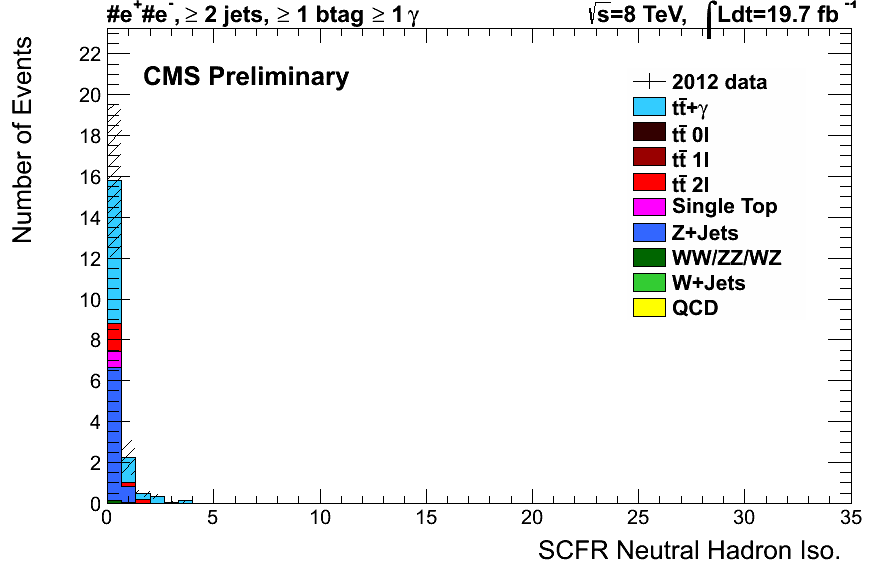 #e⁺#e⁻, ≥ 2 jets, ≥ 1 btag ≥ 1 γ
√s=8 TeV, ∫Ldt=19.7 fb⁻¹
CMS Preliminary
Number of Events
22
20
18
16
14
12
10
8
6
4
2
0
2012 data
tt̄+γ
tt̄ 0l
tt̄ 1l
tt̄ 2l
Single Top
Z+Jets
WW/ZZ/WZ
W+Jets
QCD
0 5 10 15 20 25 30 35
SCFR Neutral Hadron Iso.